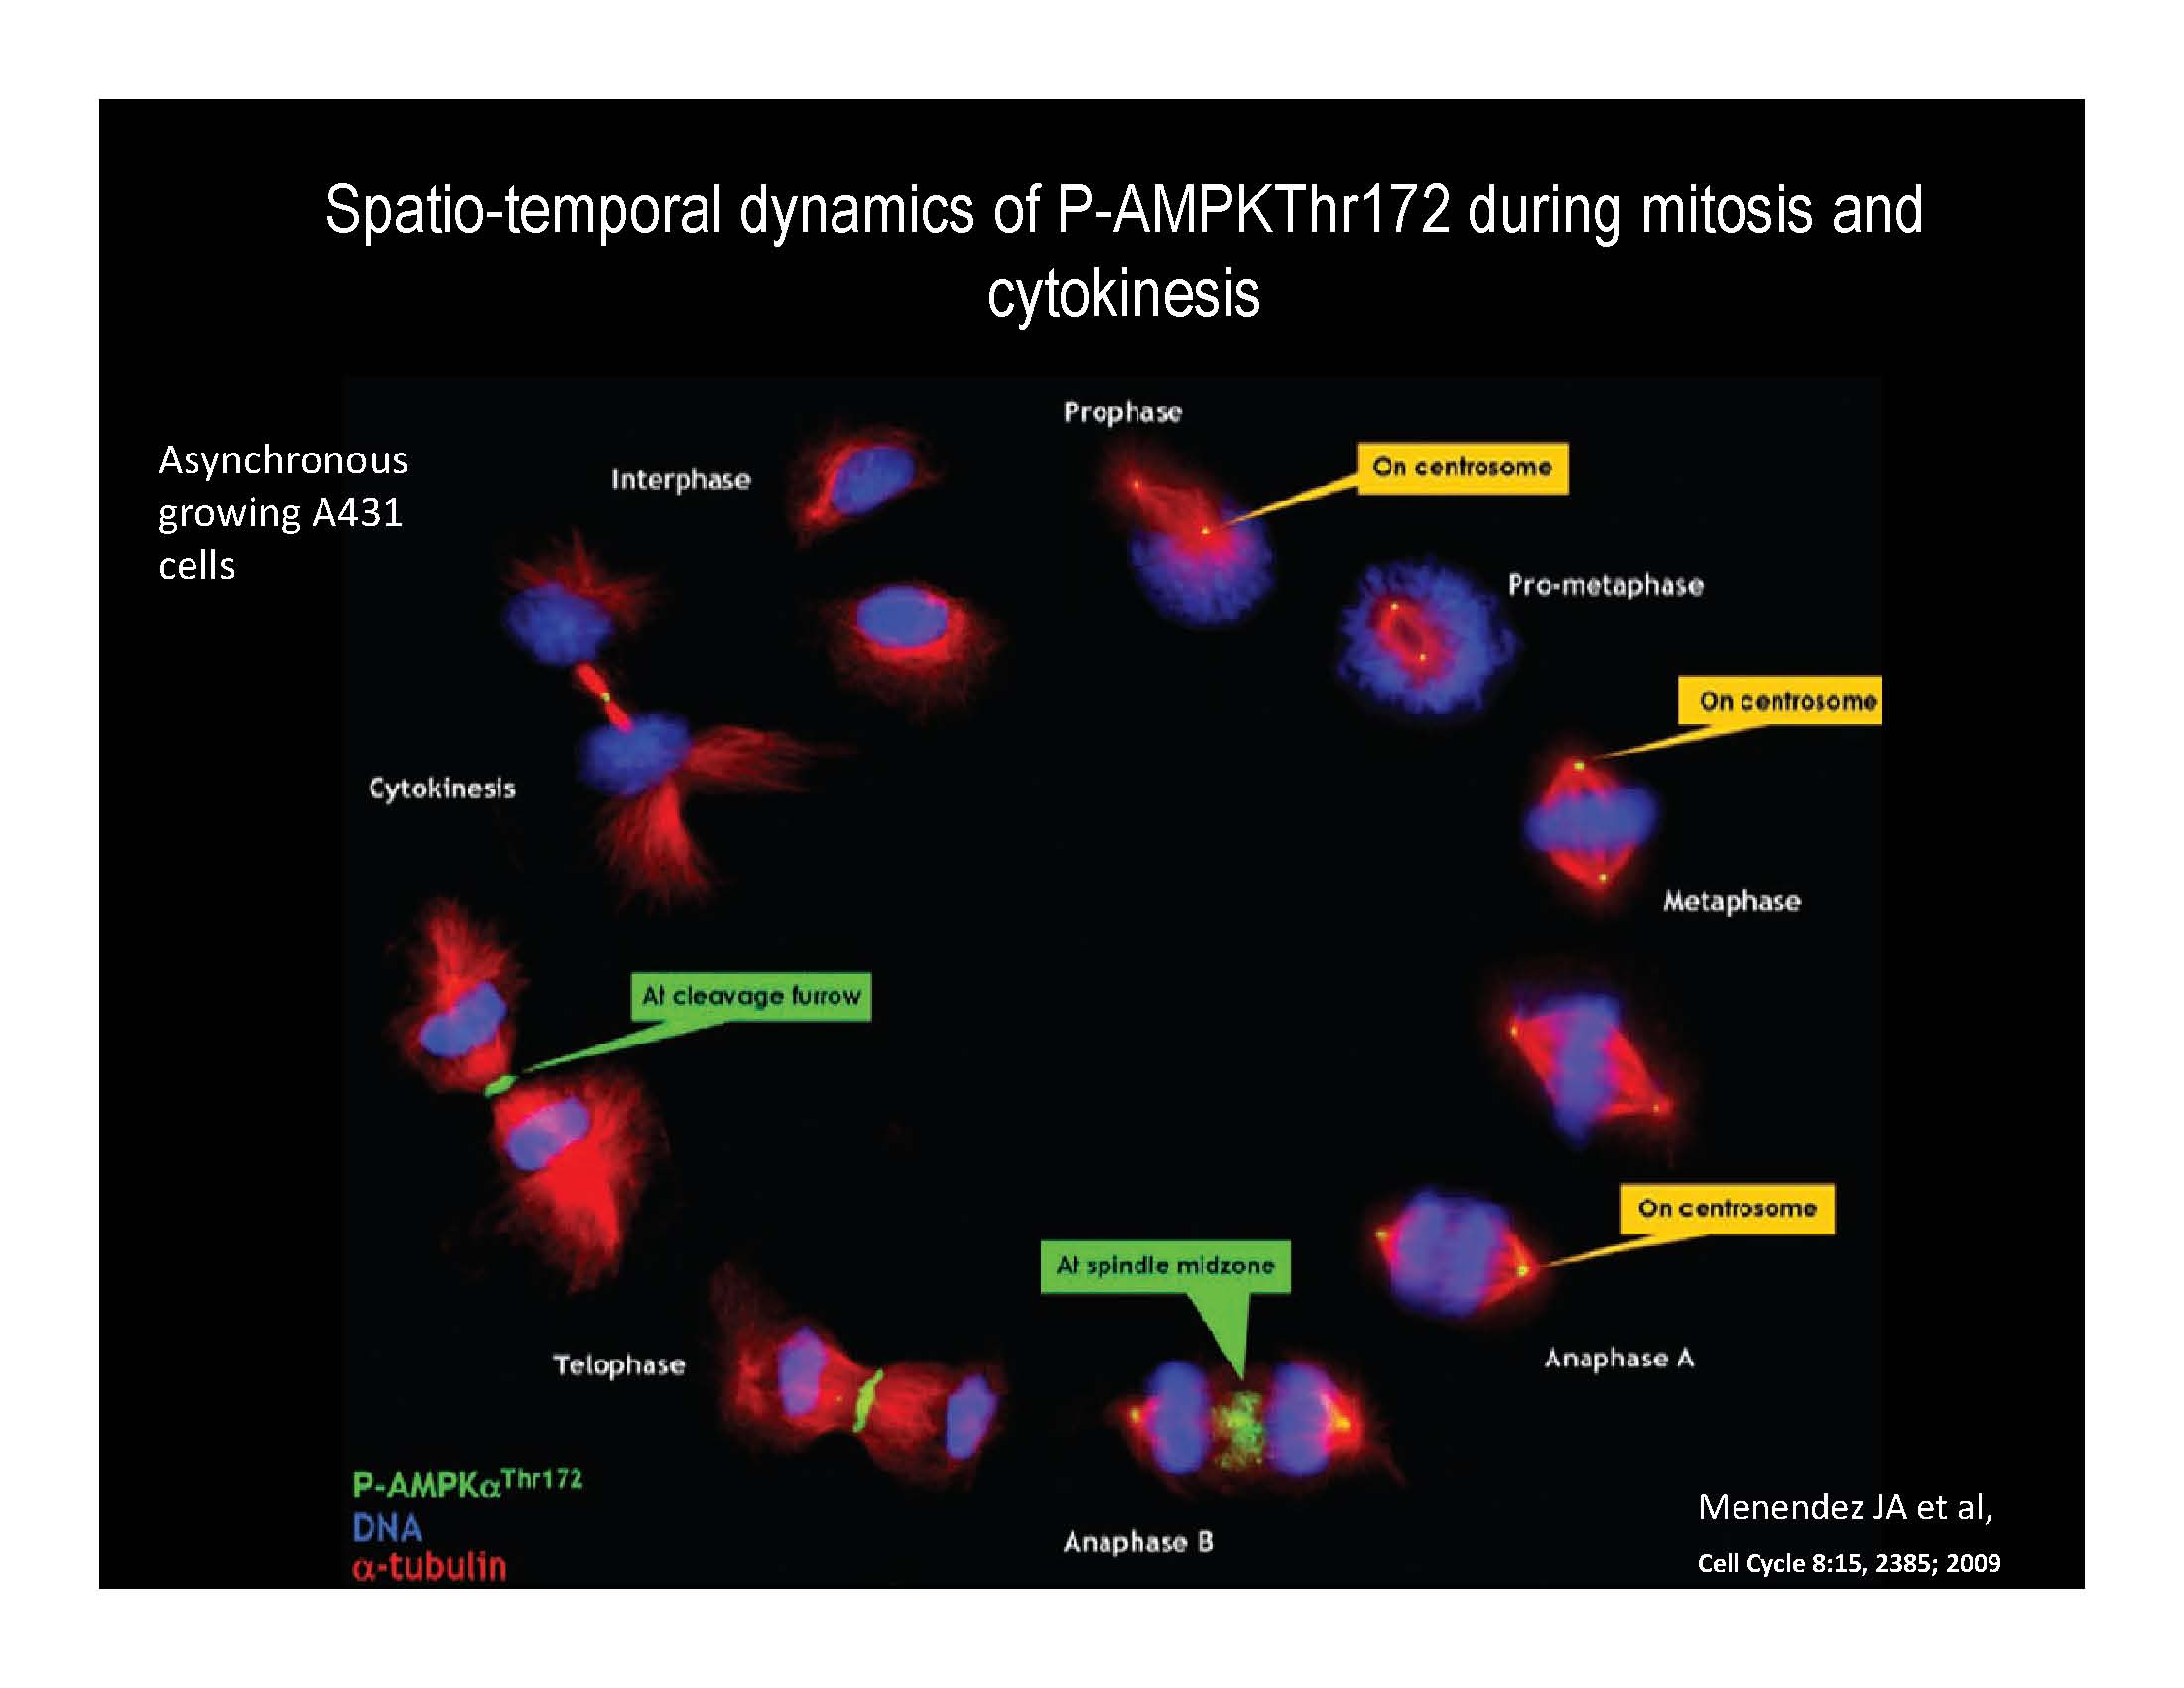 Spatio-temporal dynamics of P-AMPKThr172 during mitosis and
cytokinesis
Asynchronous
growing A431
cells
Interphase
Prophase
On centrosome
Pro-metaphase
On centrosome
Metaphase
Cytokinesis
At cleavage furrow
On centrosome
At spindle midzone
Anaphase A
Telophase
Anaphase B
P-AMPKαThr172
DNA
α-tubulin
Menendez JA et al,
Cell Cycle 8:15, 2385; 2009